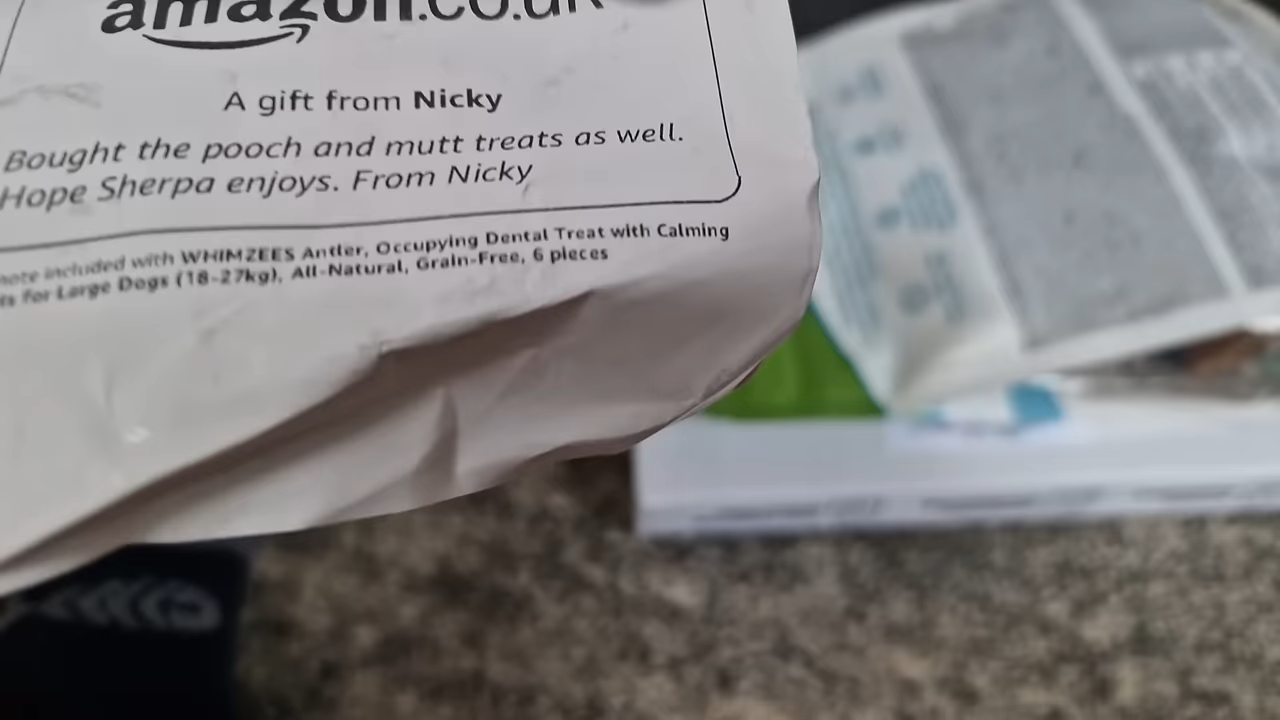 amazon.co.uk
A gift from Nicky
Bought the pooch and mutt treats as well.
Hope Sherpa enjoys. From Nicky
note included with WHIMZEES Antler, Occupying Dental Treat with Calming
for Large Dogs (18-27kg), All-Natural, Grain-Free, 6 pieces